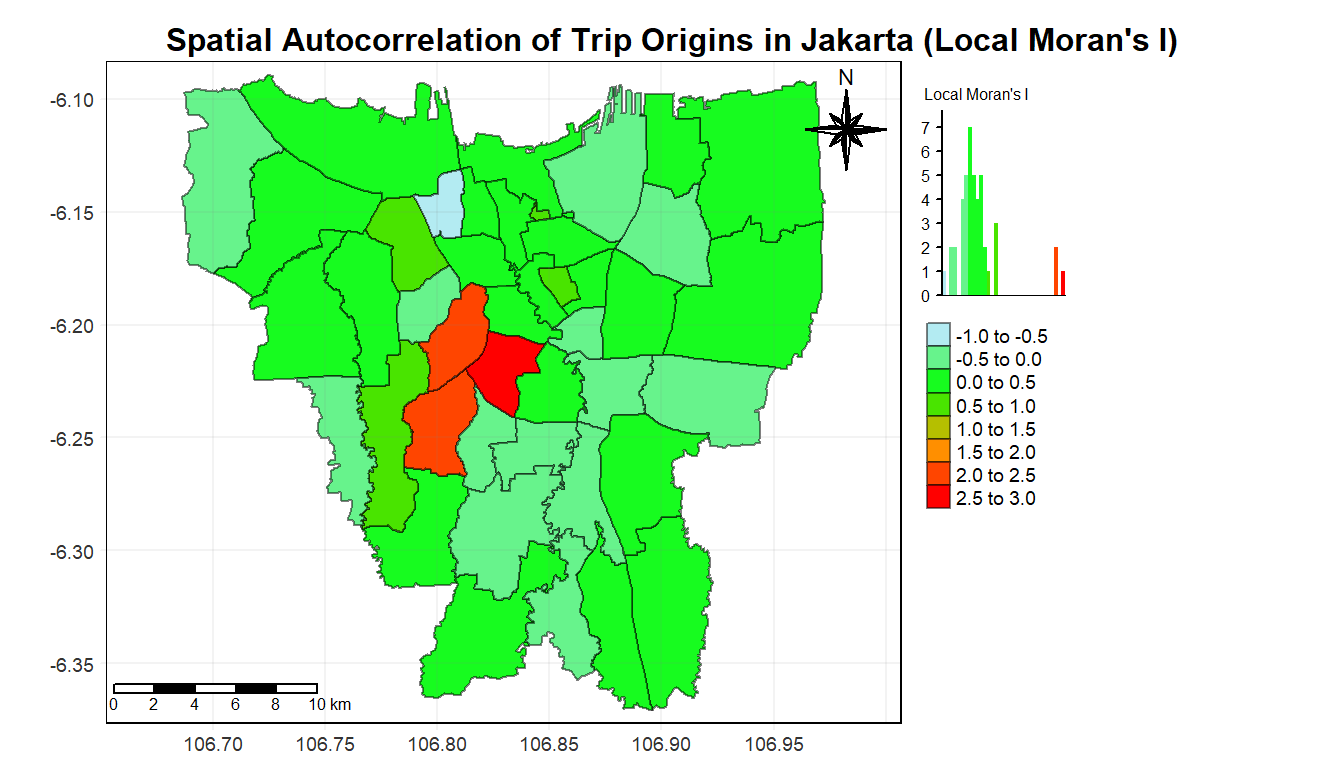 Spatial Autocorrelation of Trip Origins in Jakarta (Local Moran's I)
N
-6.10
-6.15
-6.20
-6.25
-6.30
-6.35
0 2 4 6 8 10 km
106.70 106.75 106.80 106.85 106.90 106.95
Local Moran's I
7
6
5
4
3
2
1
0
-1.0 to -0.5
-0.5 to 0.0
0.0 to 0.5
0.5 to 1.0
1.0 to 1.5
1.5 to 2.0
2.0 to 2.5
2.5 to 3.0